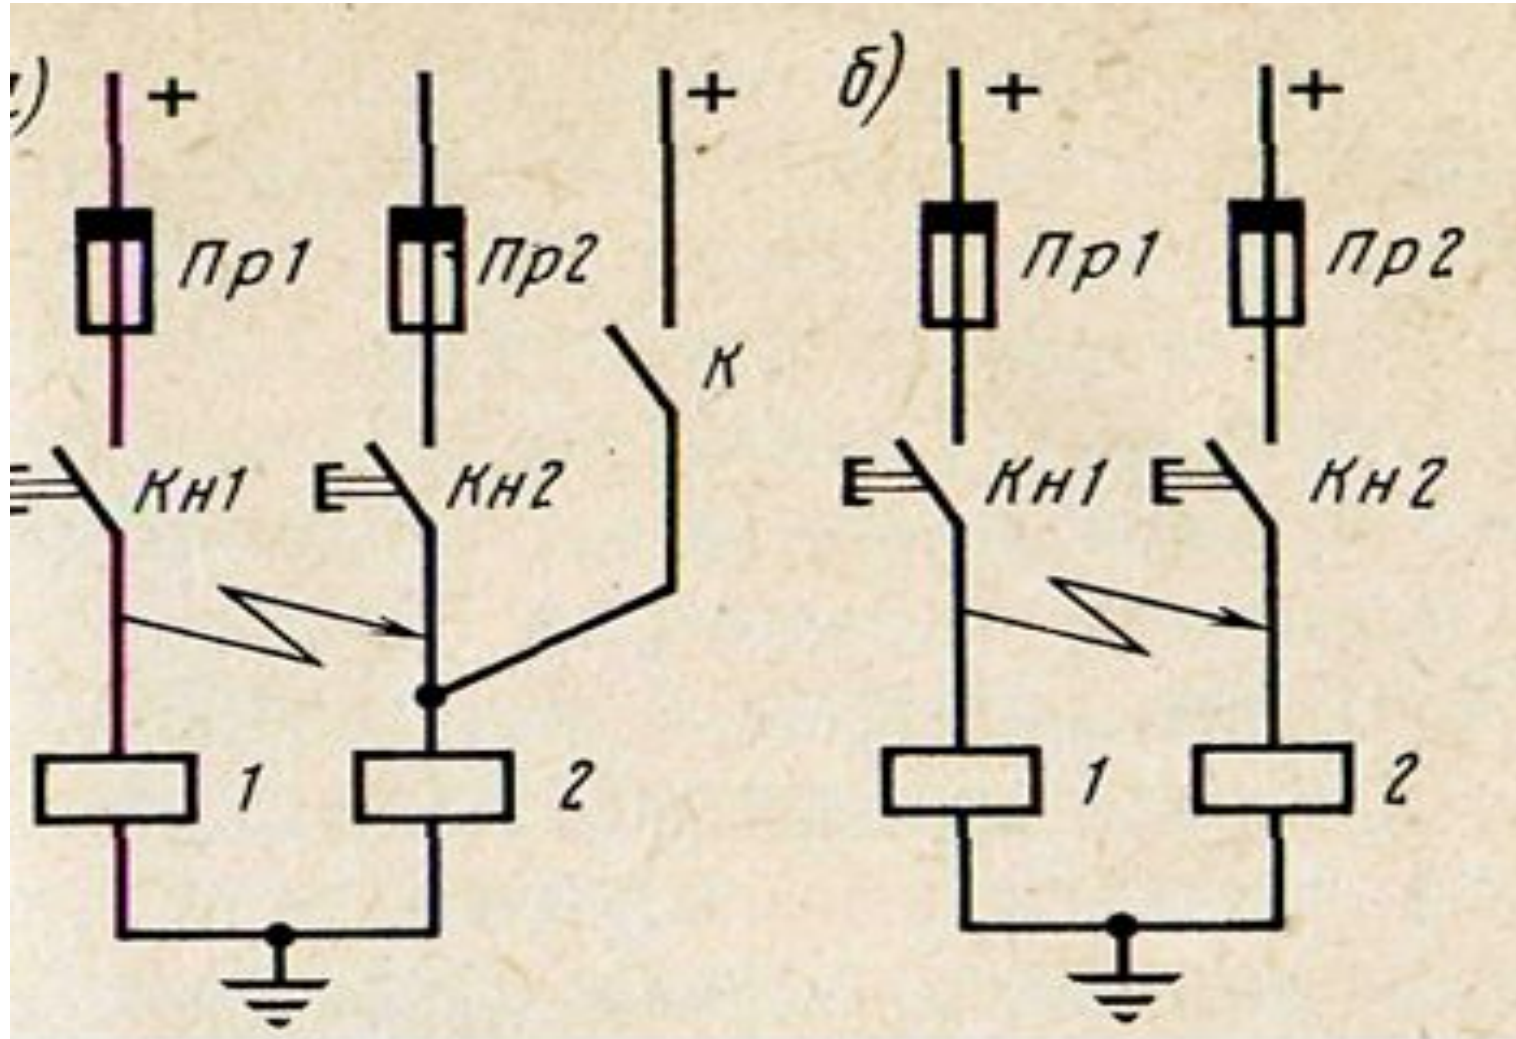 + + б) + +
Пр1 Пр2 Пр1 Пр2
К
Кн1 Кн2 Кн1 Кн2
1 2 1 2